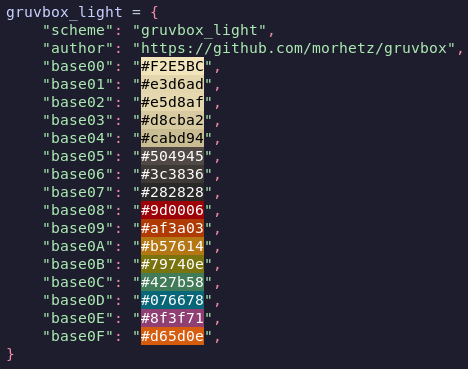 gruvbox_light = {
    "scheme": "gruvbox_light",
    "author": "https://github.com/morhetz/gruvbox",
    "base00": "#F2E5BC",
    "base01": "#e3d6ad",
    "base02": "#e5d8af",
    "base03": "#d8cba2",
    "base04": "#cabd94",
    "base05": "#504945",
    "base06": "#3c3836",
    "base07": "#282828",
    "base08": "#9d0006",
    "base09": "#af3a03",
    "base0A": "#b57614",
    "base0B": "#79740e",
    "base0C": "#427b58",
    "base0D": "#076678",
    "base0E": "#8f3f71",
    "base0F": "#d65d0e",
}